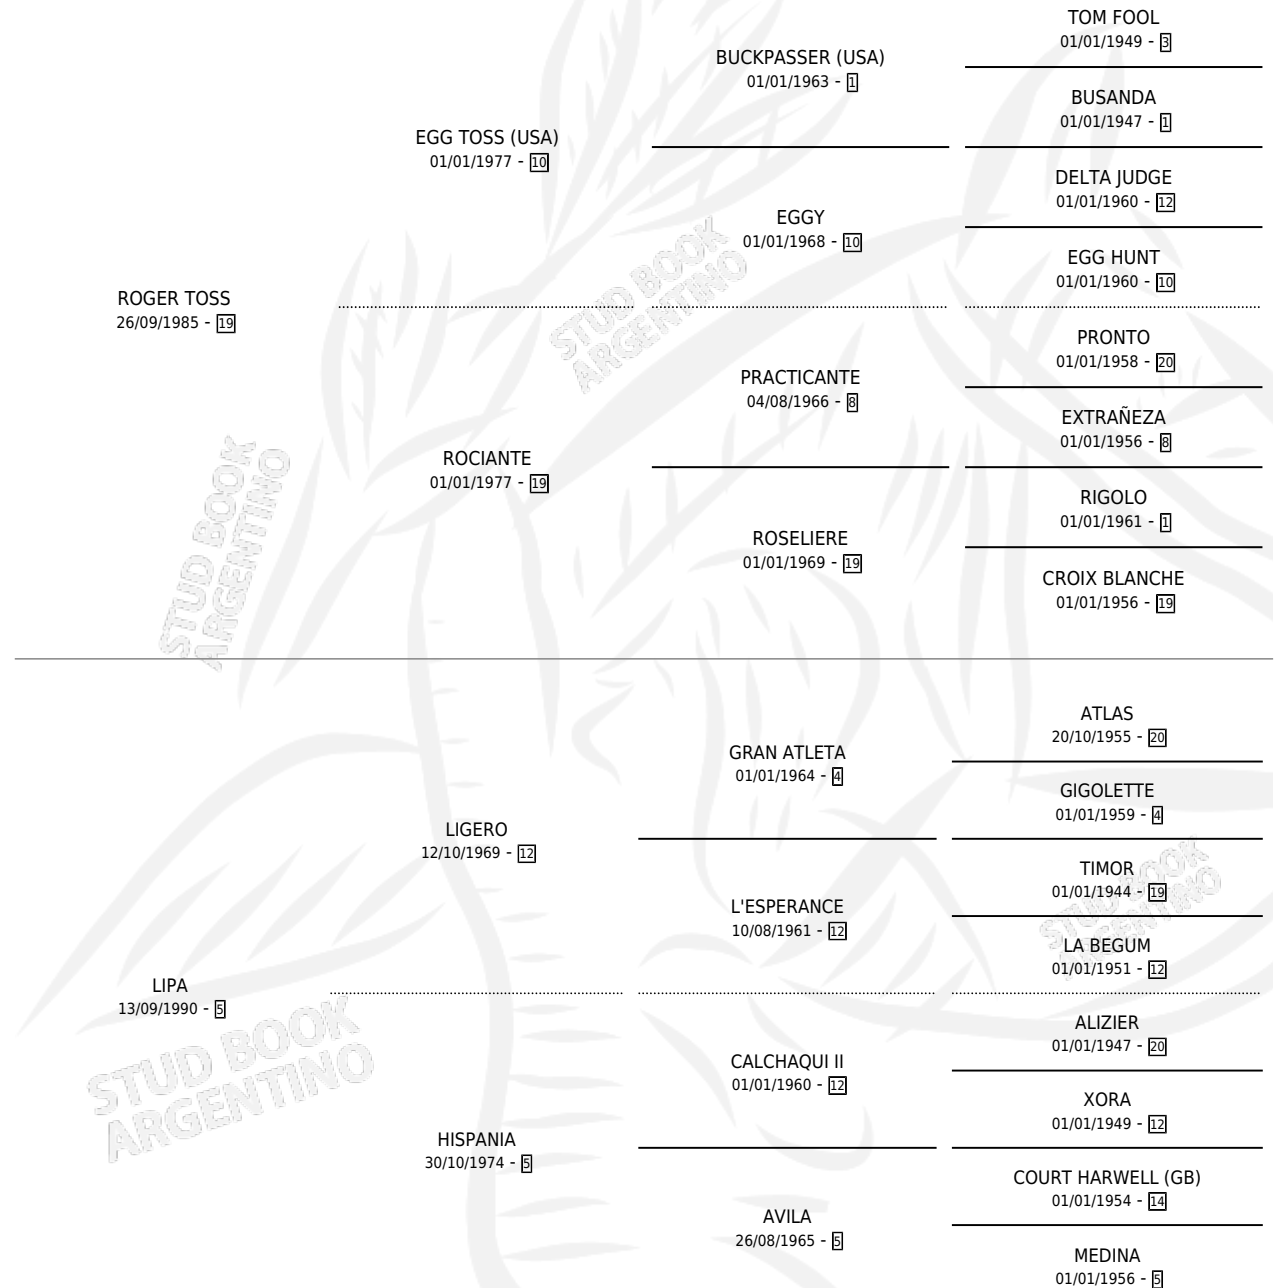 TOM FOOL
01/01/1949 - 3
BUCKPASSER (USA)
01/01/1963 - 1
BUSANDA
01/01/1947 - 1
EGG TOSS (USA)
01/01/1977 - 10
DELTA JUDGE
01/01/1960 - 12
EGGY
01/01/1968 - 10
EGG HUNT
01/01/1960 - 10
ROGER TOSS
26/09/1985 - 19
PRONTO
01/01/1958 - 20
PRACTICANTE
04/08/1966 - 8
EXTRAÑEZA
01/01/1956 - 8
ROCIANTE
01/01/1977 - 19
RIGOLO
01/01/1961 - 1
ROSELIERE
01/01/1969 - 19
CROIX BLANCHE
01/01/1956 - 19
ATLAS
20/10/1955 - 20
GRAN ATLETA
01/01/1964 - 4
GIGOLETTE
01/01/1959 - 4
LIGERO
12/10/1969 - 12
TIMOR
01/01/1944 - 19
L'ESPERANCE
10/08/1961 - 12
LA BEGUM
01/01/1951 - 12
LIPA
13/09/1990 - 5
ALIZIER
01/01/1947 - 20
CALCHAQUI II
01/01/1960 - 12
XORA
01/01/1949 - 12
HISPANIA
30/10/1974 - 5
COURT HARWELL (GB)
01/01/1954 - 14
AVILA
26/08/1965 - 5
MEDINA
01/01/1956 - 5
STUD BOOK
ARGENTINO
STUD BOOK
ARGENTINO
STUD BOOK
ARGENTINO
STUD BOOK
ARGENTINO